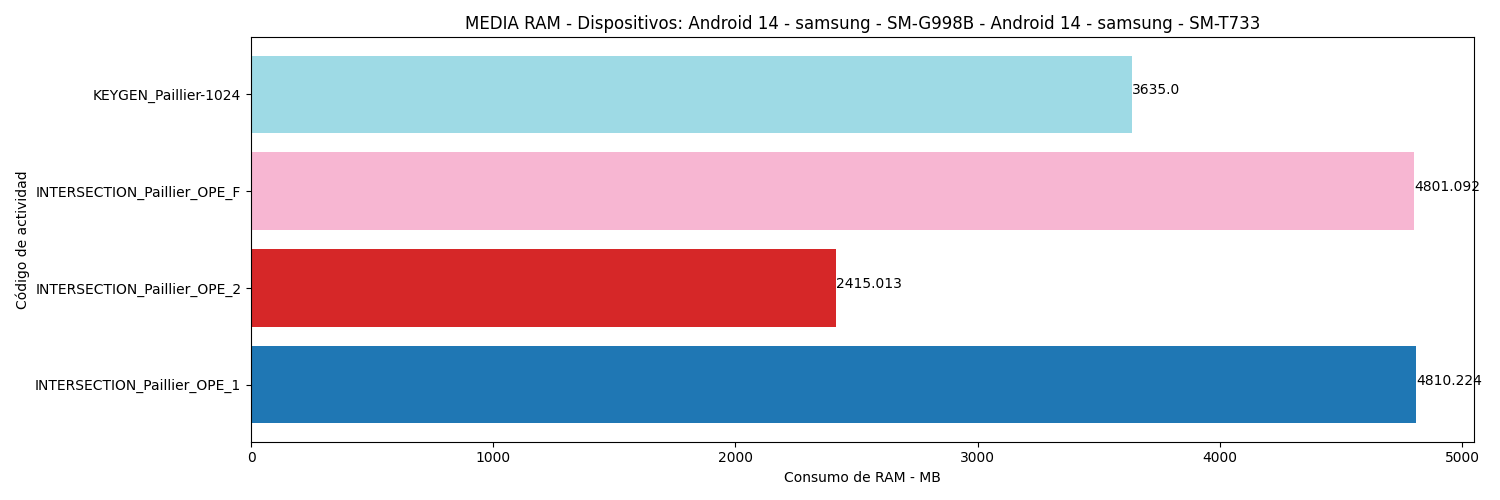 MEDIA RAM - Dispositivos: Android 14 - samsung - SM-G998B - Android 14 - samsung - SM-T733
Código de actividad
KEYGEN_Paillier-1024
3635.0
INTERSECTION_Paillier_OPE_F
4801.092
INTERSECTION_Paillier_OPE_2
2415.013
INTERSECTION_Paillier_OPE_1
4810.224
0 1000 2000 3000 4000 5000
Consumo de RAM - MB